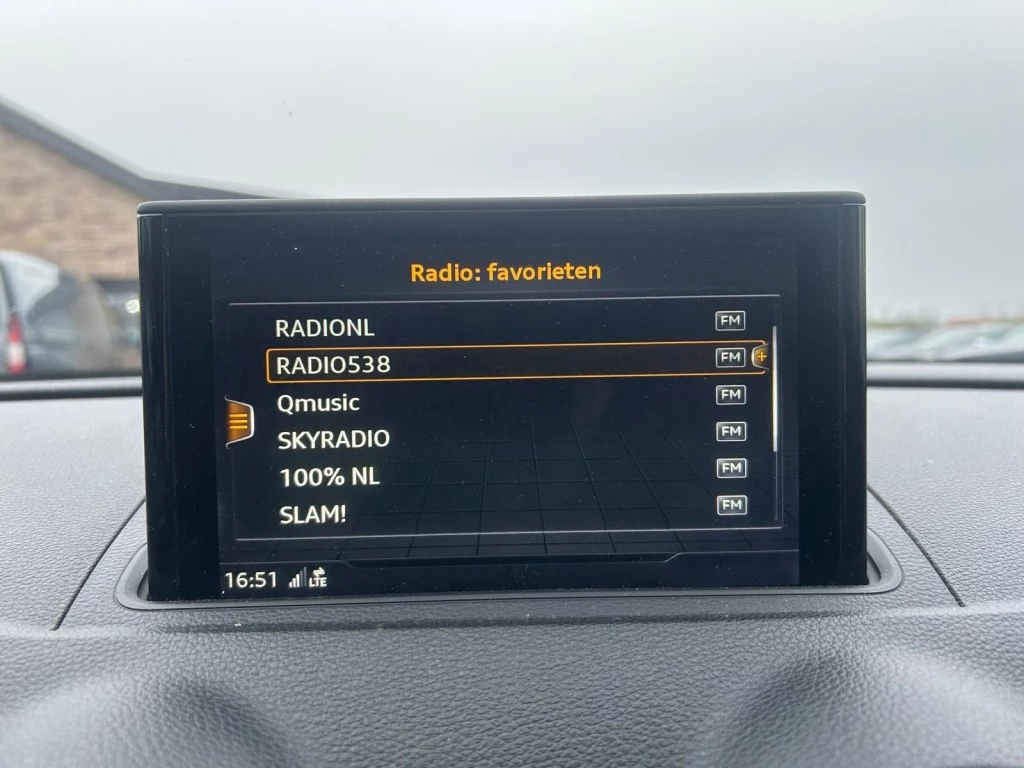 Radio: favorieten
RADIONL FM
RADIO538 FM +
Qmusic FM
SKYRADIO FM
100% NL FM
SLAM! FM
16:51 LTE